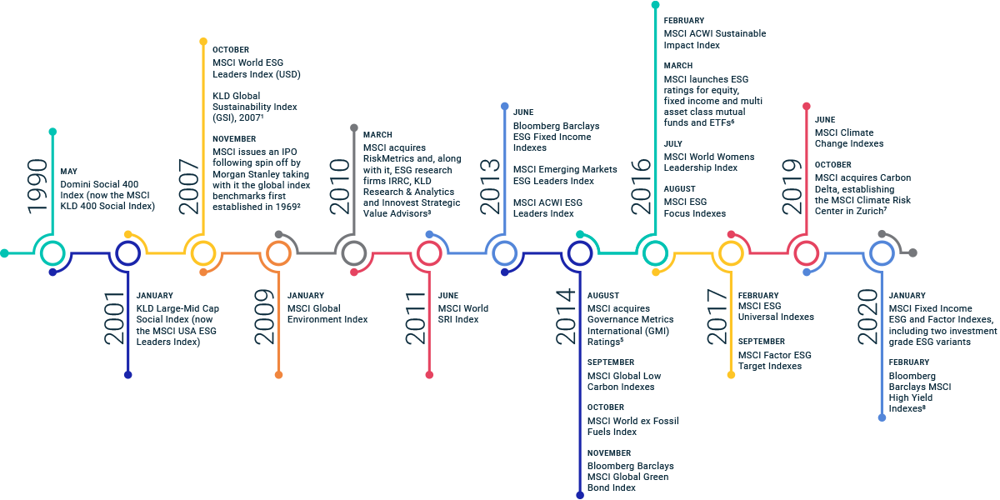 1990
MAY
Domini Social 400
Index (now the MSCI
KLD 400 Social Index)
2001
JANUARY
KLD Large-Mid Cap
Social Index (now
the MSCI USA ESG
Leaders Index)
2007
OCTOBER
MSCI World ESG
Leaders Index (USD)
KLD Global
Sustainability Index
(GSI), 2007¹
NOVEMBER
MSCI issues an IPO
following spin off by
Morgan Stanley taking
with it the global index
benchmarks first
established in 1969²
2009
JANUARY
MSCI Global
Environment Index
2010
MARCH
MSCI acquires
RiskMetrics and, along
with it, ESG research
firms IRRC, KLD
Research & Analytics
and Innovest Strategic
Value Advisors³
2011
JUNE
MSCI World
SRI Index
2013
JUNE
Bloomberg Barclays
ESG Fixed Income
Indexes
MSCI Emerging Markets
ESG Leaders Index
MSCI ACWI ESG
Leaders Index
2014
AUGUST
MSCI acquires
Governance Metrics
International (GMI)
Ratings⁵
SEPTEMBER
MSCI Global Low
Carbon Indexes
OCTOBER
MSCI World ex Fossil
Fuels Index
NOVEMBER
Bloomberg Barclays
MSCI Global Green
Bond Index
2016
FEBRUARY
MSCI ACWI Sustainable
Impact Index
MARCH
MSCI launches ESG
ratings for equity,
fixed income and multi
asset class mutual
funds and ETFs⁶
JULY
MSCI World Womens
Leadership Index
AUGUST
MSCI ESG
Focus Indexes
2017
FEBRUARY
MSCI ESG
Universal Indexes
SEPTEMBER
MSCI Factor ESG
Target Indexes
2019
JUNE
MSCI Climate
Change Indexes
OCTOBER
MSCI acquires Carbon
Delta, establishing
the MSCI Climate Risk
Center in Zurich⁷
2020
JANUARY
MSCI Fixed Income
ESG and Factor Indexes,
including two investment
grade ESG variants
FEBRUARY
Bloomberg
Barclays MSCI
High Yield
Indexes⁸